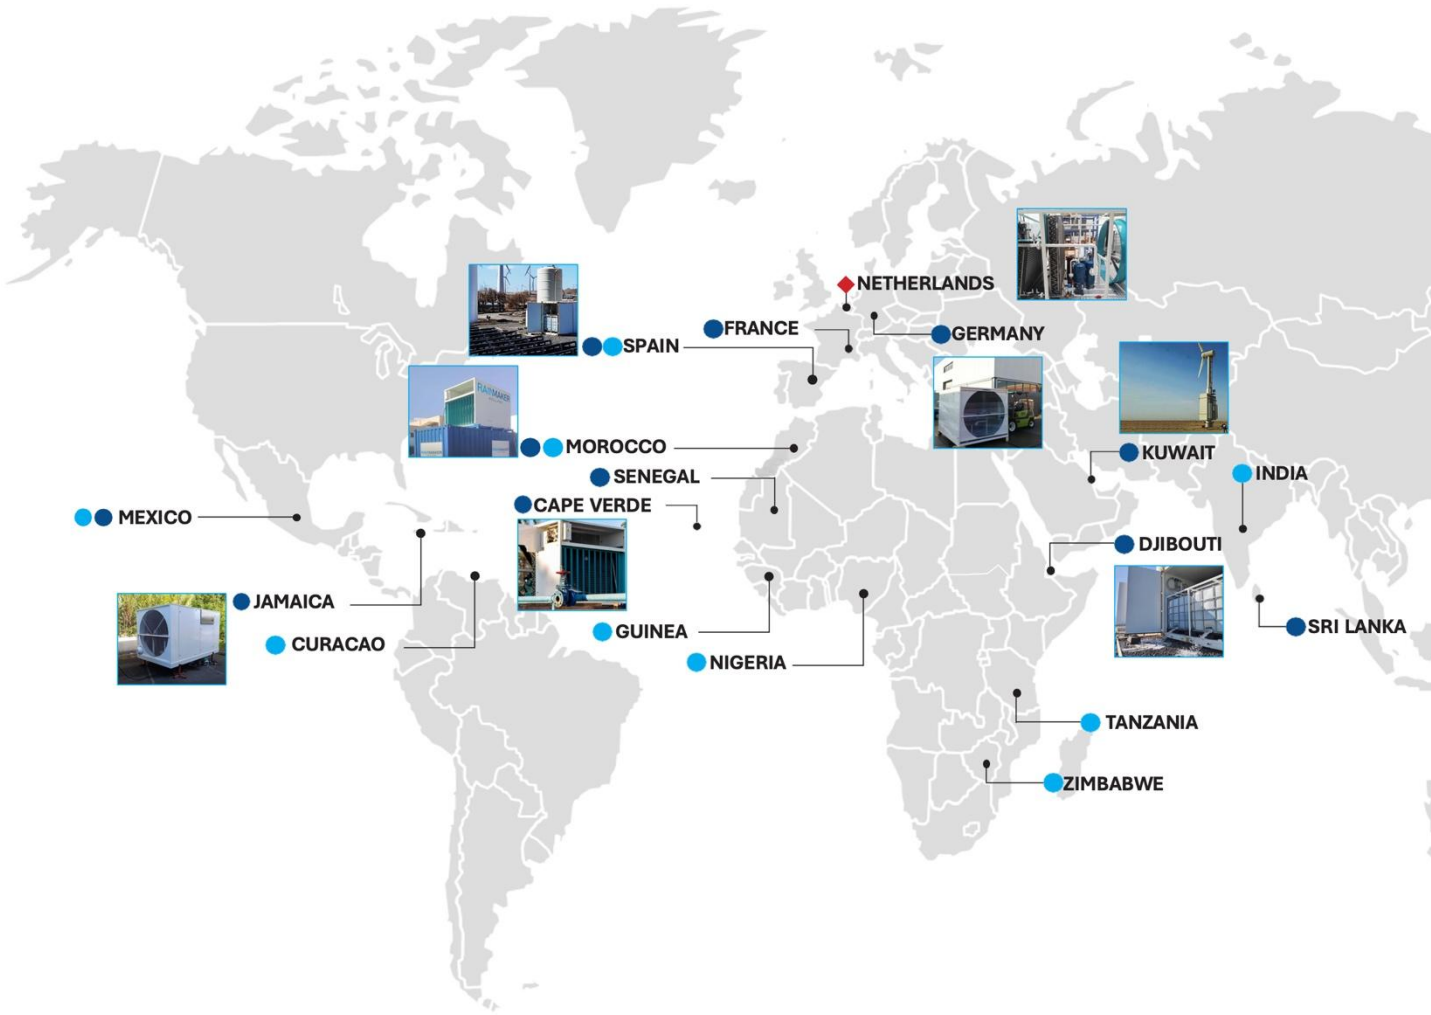 NETHERLANDS
FRANCE
GERMANY
SPAIN
RAINMAKER
MOROCCO
KUWAIT
INDIA
SENEGAL
CAPE VERDE
MEXICO
DJIBOUTI
JAMAICA
GUINEA
SRI LANKA
CURACAO
NIGERIA
TANZANIA
ZIMBABWE